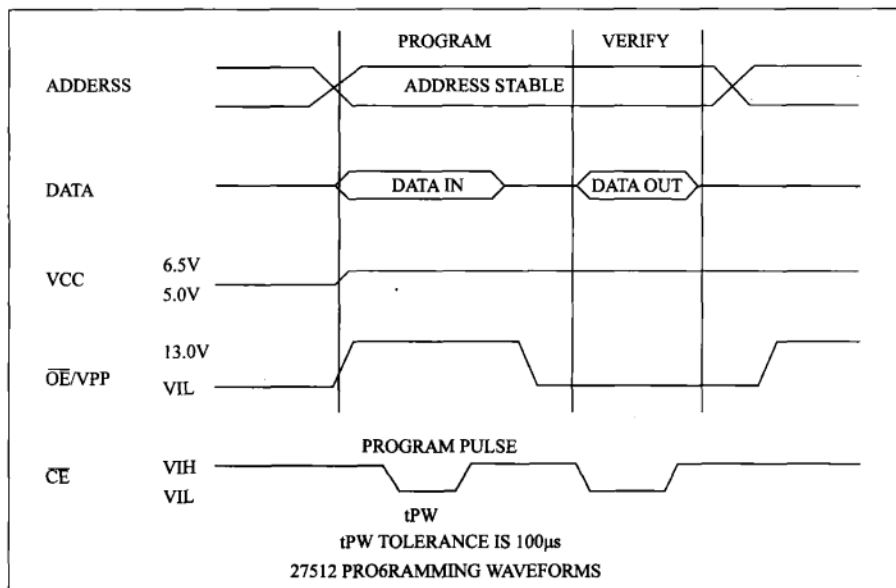 PROGRAM VERIFY
ADDERSS ADDRESS STABLE
DATA DATA IN DATA OUT
VCC 6.5V
5.0V
OE/VPP 13.0V
VIL
PROGRAM PULSE
CE VIH
VIL
tPW
tPW TOLERANCE IS 100μs
27512 PRO6RAMMING WAVEFORMS